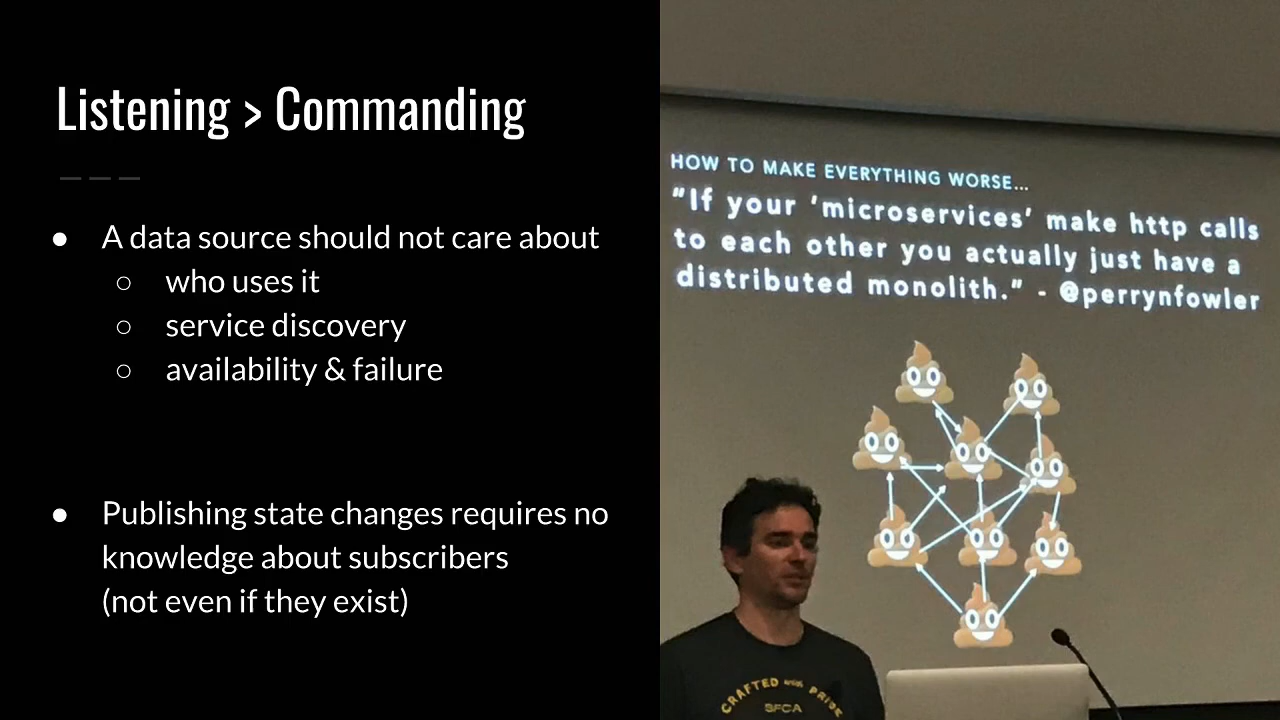 Listening > Commanding
● A data source should not care about
○ who uses it
○ service discovery
○ availability & failure
● Publishing state changes requires no
knowledge about subscribers
(not even if they exist)
HOW TO MAKE EVERYTHING WORSE...
"If your 'microservices' make http calls
to each other you actually just have a
distributed monolith." - @perrynfowler
CRAFTED with PRIDE
SFCA